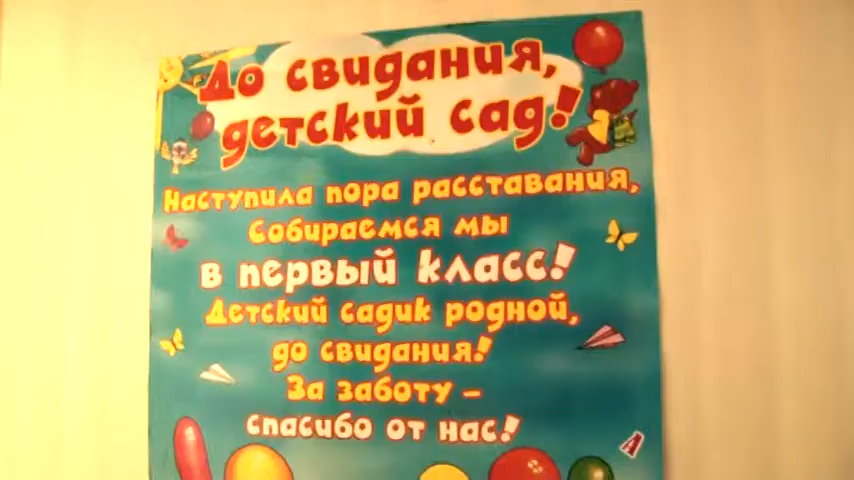 До свидания,
детский сад!
Наступила пора расставания,
Собираемся мы
в первый класс!
Детский садик родной,
до свидания!
За заботу –
спасибо от нас!
А